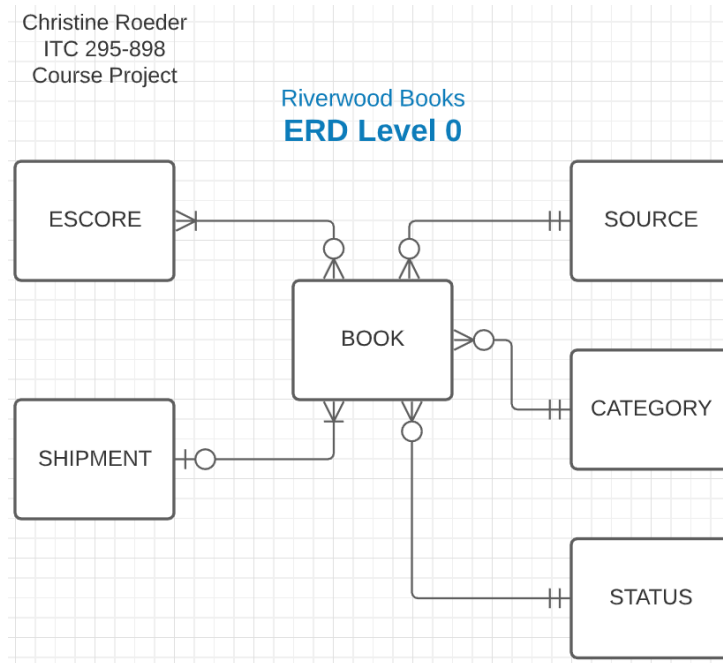 Christine Roeder
ITC 295-898
Course Project
Riverwood Books
ERD Level 0
ESCORE
SOURCE
BOOK
CATEGORY
SHIPMENT
STATUS